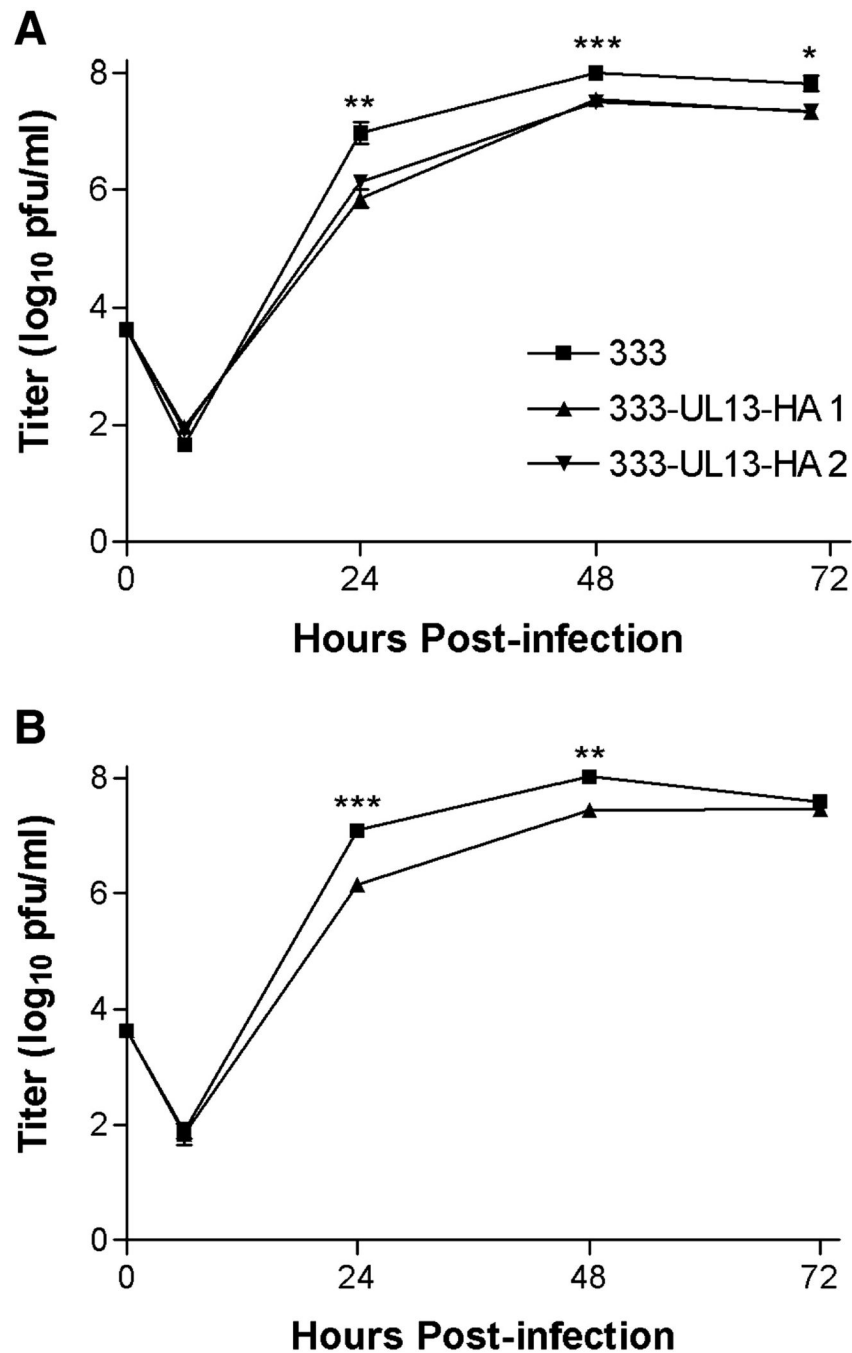 A
Titer (log10 pfu/ml)
8
6
4
2
0
**
***
*
333
333-UL13-HA 1
333-UL13-HA 2
0 24 48 72
Hours Post-infection
B
Titer (log10 pfu/ml)
8
6
4
2
0
***
**
0 24 48 72
Hours Post-infection